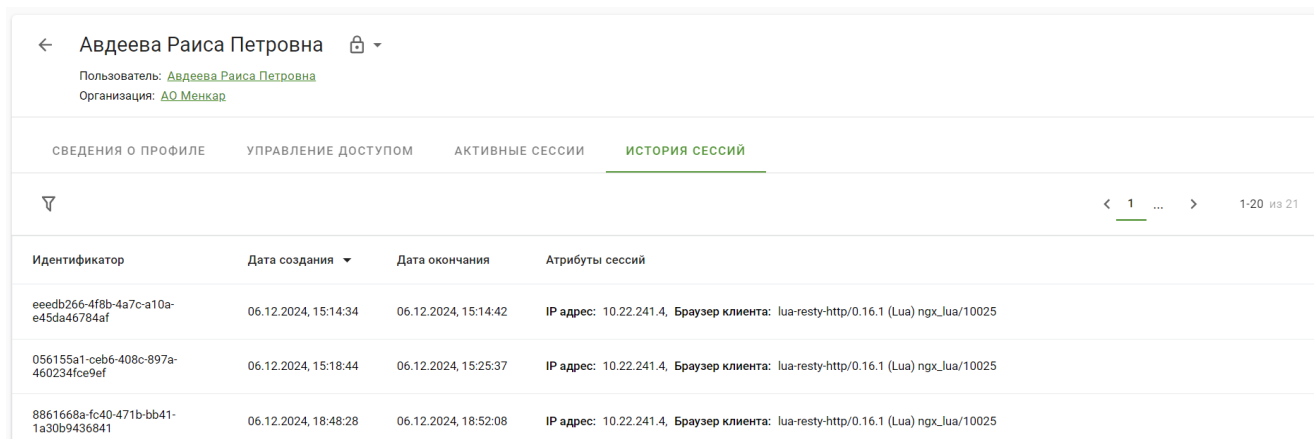 Авдеева Раиса Петровна
Пользователь: Авдеева Раиса Петровна
Организация: АО Менкар
СВЕДЕНИЯ О ПРОФИЛЕ УПРАВЛЕНИЕ ДОСТУПОМ АКТИВНЫЕ СЕССИИ ИСТОРИЯ СЕССИЙ
1 ... 1-20 из 21
Идентификатор Дата создания Дата окончания Атрибуты сессий
eeedb266-4f8b-4a7c-a10a-
e45da46784af 06.12.2024, 15:14:34 06.12.2024, 15:14:42 IP адрес: 10.22.241.4, Браузер клиента: lua-resty-http/0.16.1 (Lua) ngx_lua/10025
056155a1-ceb6-408c-897a-
460234fce9ef 06.12.2024, 15:18:44 06.12.2024, 15:25:37 IP адрес: 10.22.241.4, Браузер клиента: lua-resty-http/0.16.1 (Lua) ngx_lua/10025
8861668a-fc40-471b-bb41-
1a30b9436841 06.12.2024, 18:48:28 06.12.2024, 18:52:08 IP адрес: 10.22.241.4, Браузер клиента: lua-resty-http/0.16.1 (Lua) ngx_lua/10025